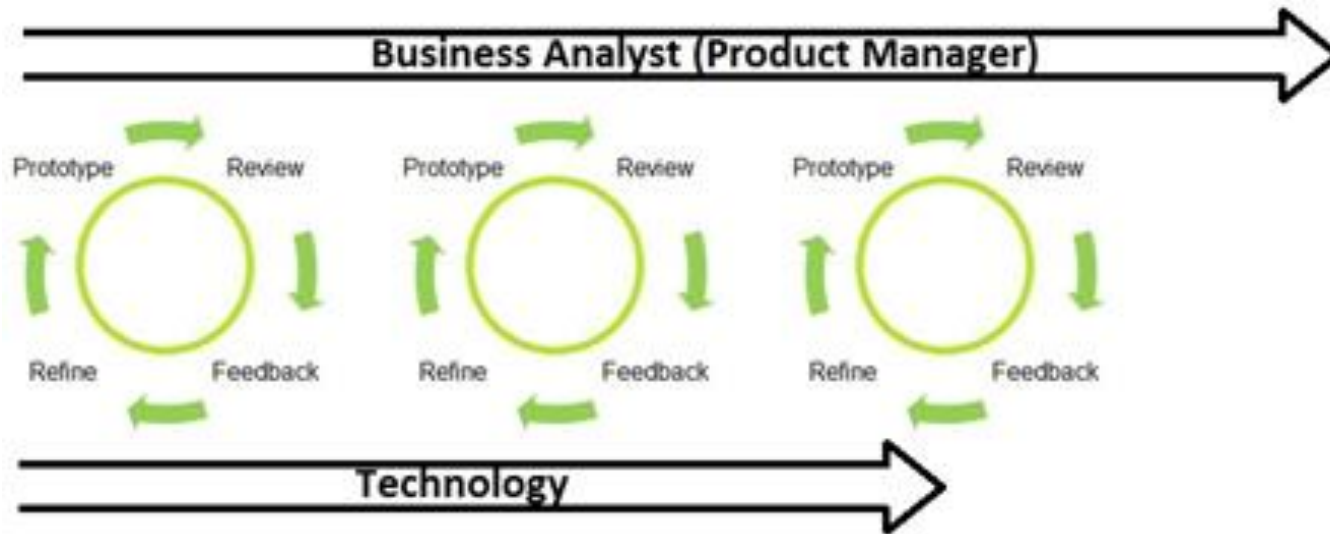 Business Analyst (Product Manager)
Prototype Review Prototype Review Prototype Review
Refine Feedback Refine Feedback Refine Feedback
Technology